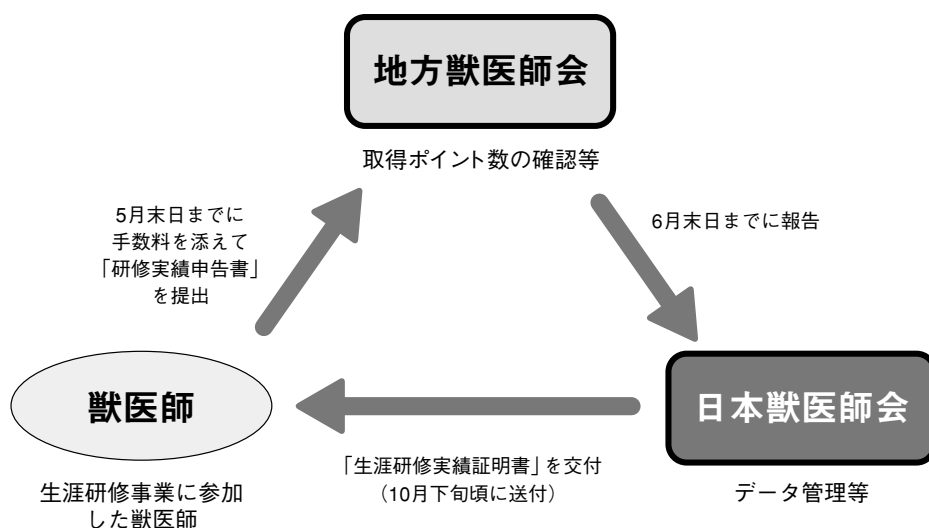 地方獣医師会
取得ポイント数の確認等
5月末日までに
手数料を添えて
「研修実績申告書」
を提出
6月末日までに報告
獣医師
日本獣医師会
「生涯研修実績証明書」を交付
（10月下旬頃に送付）
生涯研修事業に参加
した獣医師
データ管理等